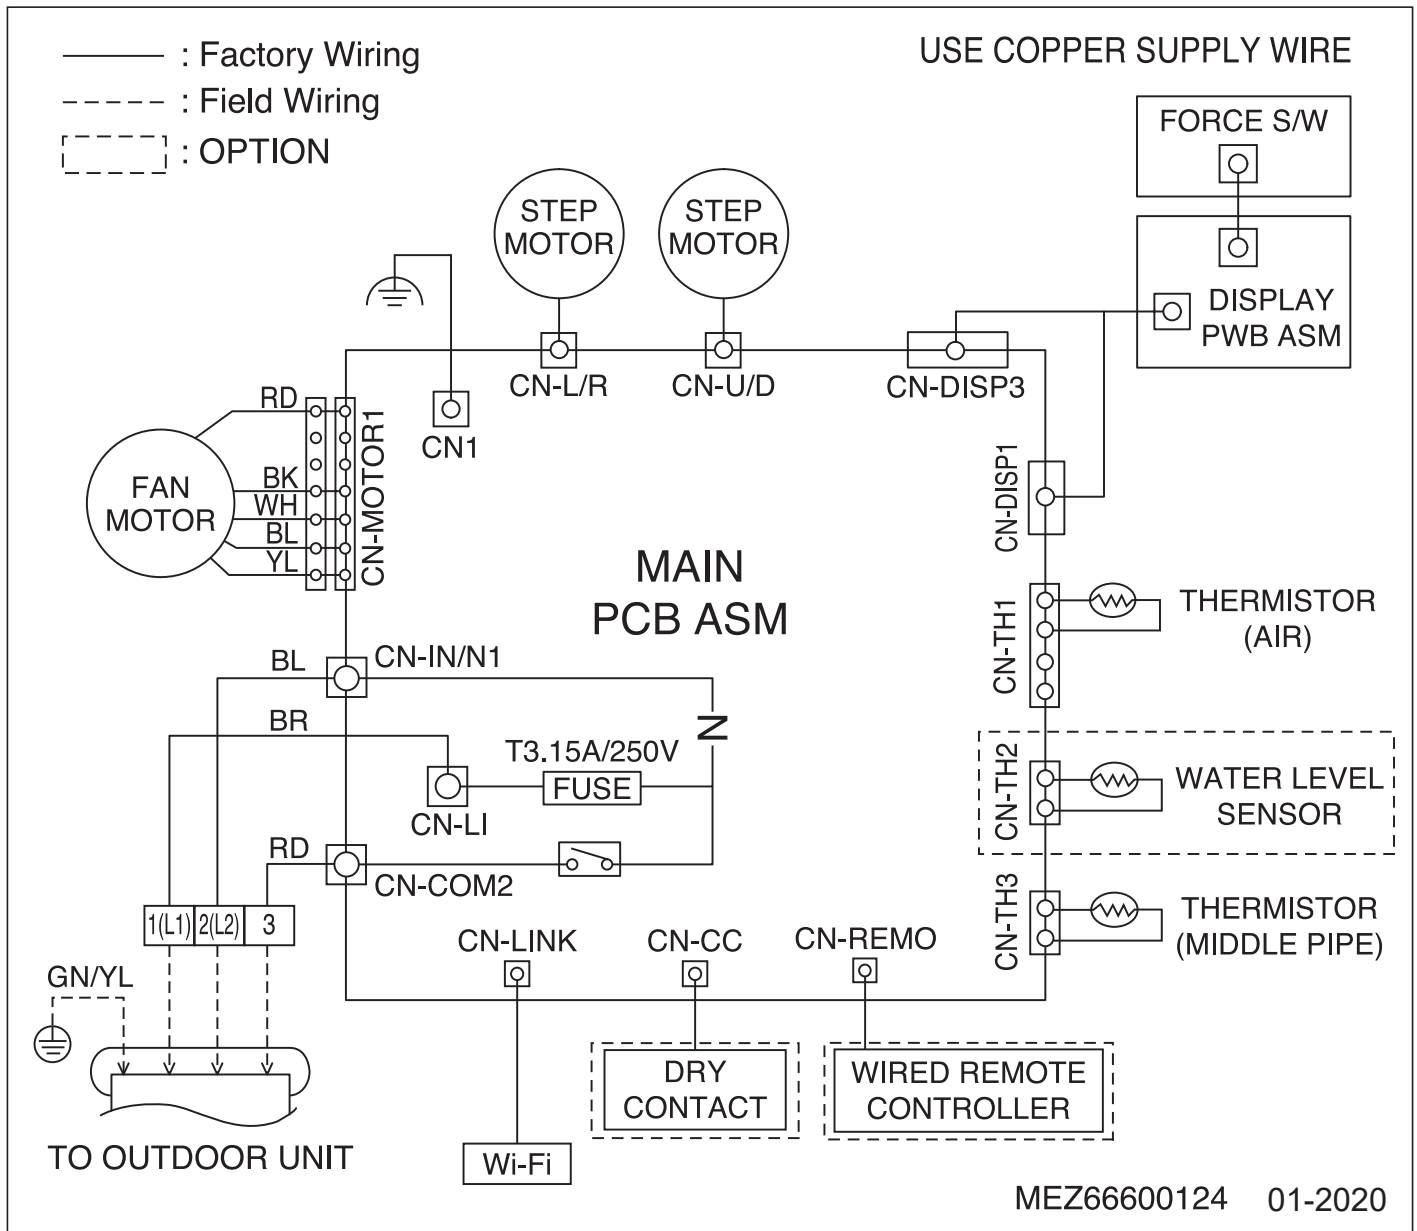 : Factory Wiring
: Field Wiring
: OPTION
USE COPPER SUPPLY WIRE
FORCE S/W
DISPLAY
PWB ASM
STEP
MOTOR
STEP
MOTOR
CN-L/R
CN-U/D
CN-DISP3
CN1
RD
BK
WH
BL
YL
FAN
MOTOR
CN-MOTOR1
CN-DISP1
MAIN
PCB ASM
CN-TH1
THERMISTOR
(AIR)
CN-TH2
WATER LEVEL
SENSOR
CN-TH3
THERMISTOR
(MIDDLE PIPE)
BL
CN-IN/N1
BR
N
T3.15A/250V
FUSE
CN-LI
RD
CN-COM2
1(L1) 2(L2) 3
GN/YL
TO OUTDOOR UNIT
CN-LINK
CN-CC
CN-REMO
Wi-Fi
DRY
CONTACT
WIRED REMOTE
CONTROLLER
MEZ66600124 01-2020